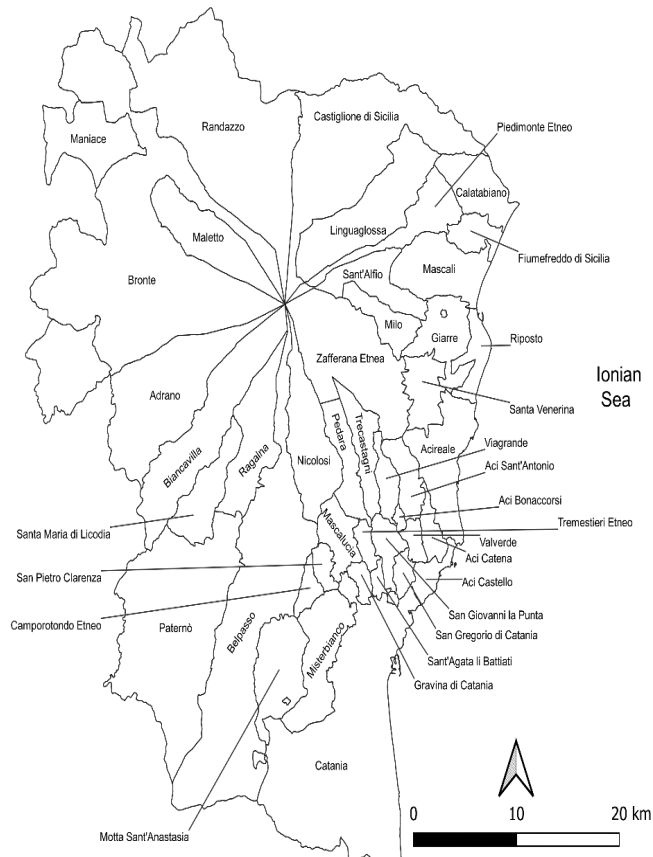 Castiglione di Sicilia
Randazzo
Piedimonte Etneo
Maniace
Calatabiano
Linguaglossa
Maletto
Fiumefreddo di Sicilia
Mascali
Sant'Alfio
Bronte
Milo
Giarre
Riposto
Zafferana Etnea
Ionian
Sea
Adrano
Santa Venerina
Pedara
Trecastagni
Acireale
Viagrande
Biancavilla
Ragalna
Nicolosi
Aci Sant'Antonio
Aci Bonaccorsi
Mascalucia
Tremestieri Etneo
Santa Maria di Licodia
Valverde
Aci Catena
San Pietro Clarenza
Aci Castello
San Giovanni la Punta
Camporotondo Etneo
Paternò
Belpasso
Misterbianco
San Gregorio di Catania
Sant'Agata li Battiati
Gravina di Catania
Catania
Motta Sant'Anastasia
0 10 20 km